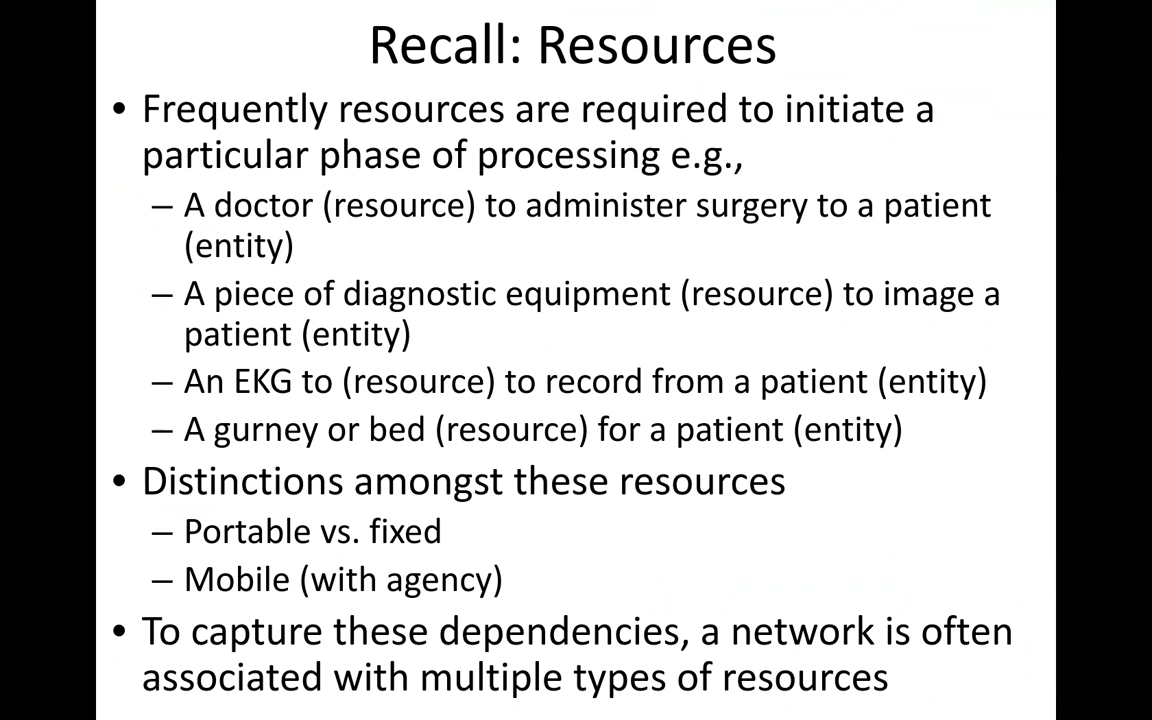 Recall: Resources
• Frequently resources are required to initiate a
particular phase of processing e.g.,
– A doctor (resource) to administer surgery to a patient
(entity)
– A piece of diagnostic equipment (resource) to image a
patient (entity)
– An EKG to (resource) to record from a patient (entity)
– A gurney or bed (resource) for a patient (entity)
• Distinctions amongst these resources
– Portable vs. fixed
– Mobile (with agency)
• To capture these dependencies, a network is often
associated with multiple types of resources